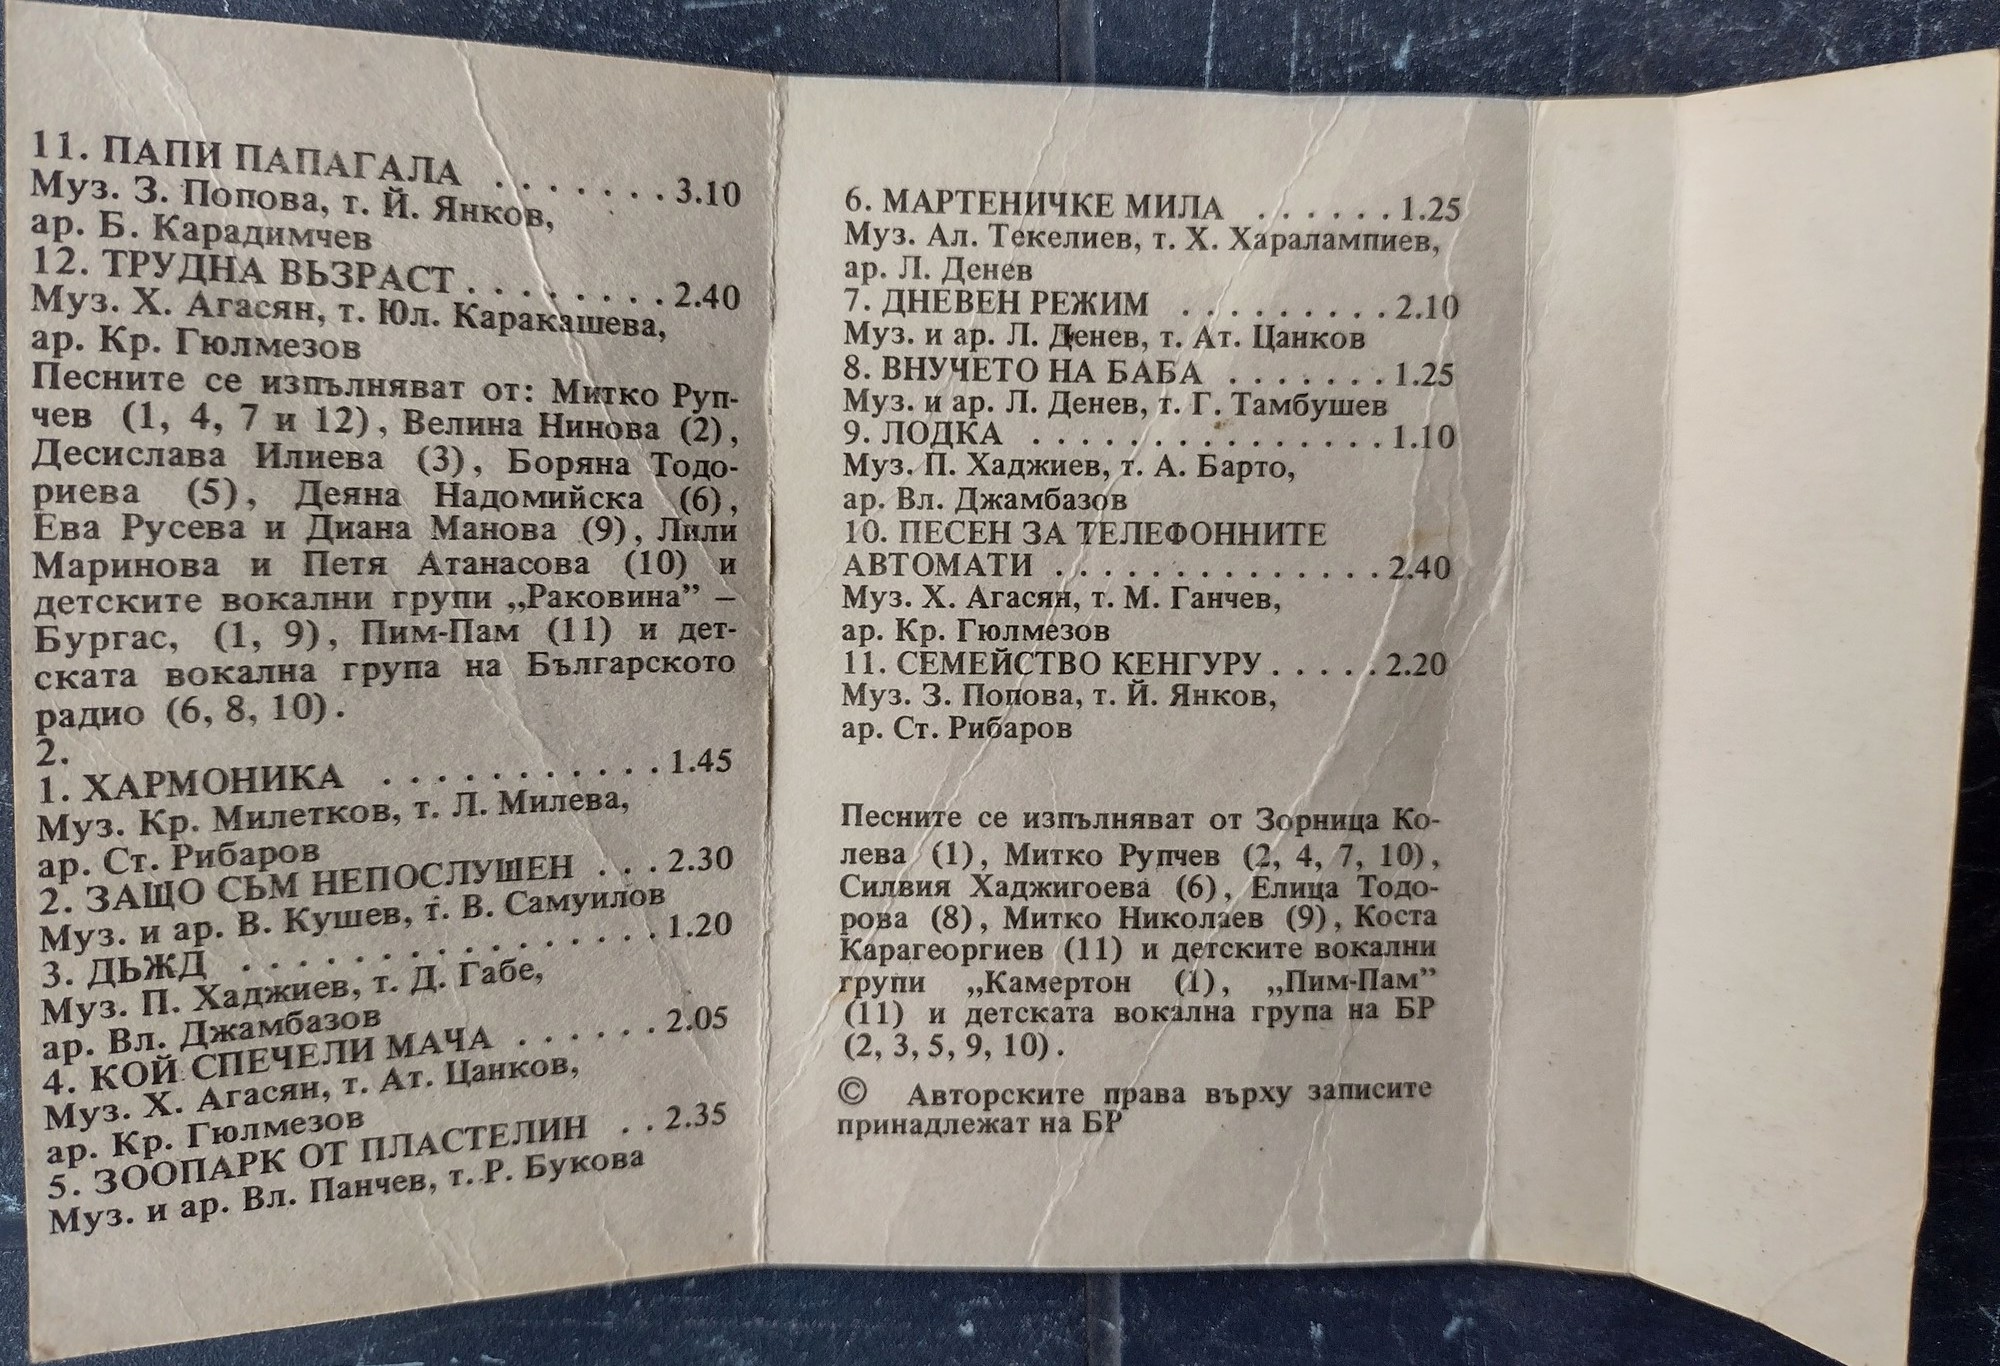 11. ПАПИ ПАПАГАЛА . . . . . . . 3.10
Муз. З. Попова, т. Й. Янков,
ар. Б. Карадимчев
12. ТРУДНА ВЪЗРАСТ . . . . . . . . 2.40
Муз. Х. Агасян, т. Юл. Каракашева,
ар. Кр. Гюлмезов
Песните се изпълняват от: Митко Руп-
чев (1, 4, 7 и 12), Велина Нинова (2),
Десислава Илиева (3), Боряна Тодо-
риева (5), Деяна Надомийска (6),
Ева Русева и Диана Манова (9), Лили
Маринова и Петя Атанасова (10) и
детските вокални групи „Раковина” –
Бургас, (1, 9), Пим-Пам (11) и дет-
ската вокална група на Българското
радио (6, 8, 10).
2.
1. ХАРМОНИКА . . . . . . . . . . . 1.45
Муз. Кр. Милетков, т. Л. Милева,
ар. Ст. Рибаров
2. ЗАЩО СЪМ НЕПОСЛУШЕН . . . 2.30
Муз. и ар. В. Кушев, т. В. Самуилов
3. ДЪЖД . . . . . . . . . . . . . . . 1.20
Муз. П. Хаджиев, т. Д. Габе,
ар. Вл. Джамбазов
4. КОЙ СПЕЧЕЛИ МАЧА . . . . . . 2.05
Муз. Х. Агасян, т. Ат. Цанков,
ар. Кр. Гюлмезов
5. ЗООПАРК ОТ ПЛАСТЕЛИН . . 2.35
Муз. и ар. Вл. Панчев, т. Р. Букова
6. МАРТЕНИЧКЕ МИЛА . . . . . . 1.25
Муз. Ал. Текелиев, т. Х. Харалампиев,
ар. Л. Денев
7. ДНЕВЕН РЕЖИМ . . . . . . . . . 2.10
Муз. и ар. Л. Денев, т. Ат. Цанков
8. ВНУЧЕТО НА БАБА . . . . . . . 1.25
Муз. и ар. Л. Денев, т. Г. Тамбушев
9. ЛОДКА . . . . . . . . . . . . . . . 1.10
Муз. П. Хаджиев, т. А. Барто,
ар. Вл. Джамбазов
10. ПЕСЕН ЗА ТЕЛЕФОННИТЕ
АВТОМАТИ . . . . . . . . . . . . . . 2.40
Муз. Х. Агасян, т. М. Ганчев,
ар. Кр. Гюлмезов
11. СЕМЕЙСТВО КЕНГУРУ . . . . . 2.20
Муз. З. Попова, т. Й. Янков,
ар. Ст. Рибаров
Песните се изпълняват от Зорница Ко-
лева (1), Митко Рупчев (2, 4, 7, 10),
Силвия Хаджигоева (6), Елица Тодо-
рова (8), Митко Николаев (9), Коста
Карагеоргиев (11) и детските вокални
групи „Камертон (1), „Пим-Пам”
(11) и детската вокална група на БР
(2, 3, 5, 9, 10).
© Авторските права върху записите
принадлежат на БР